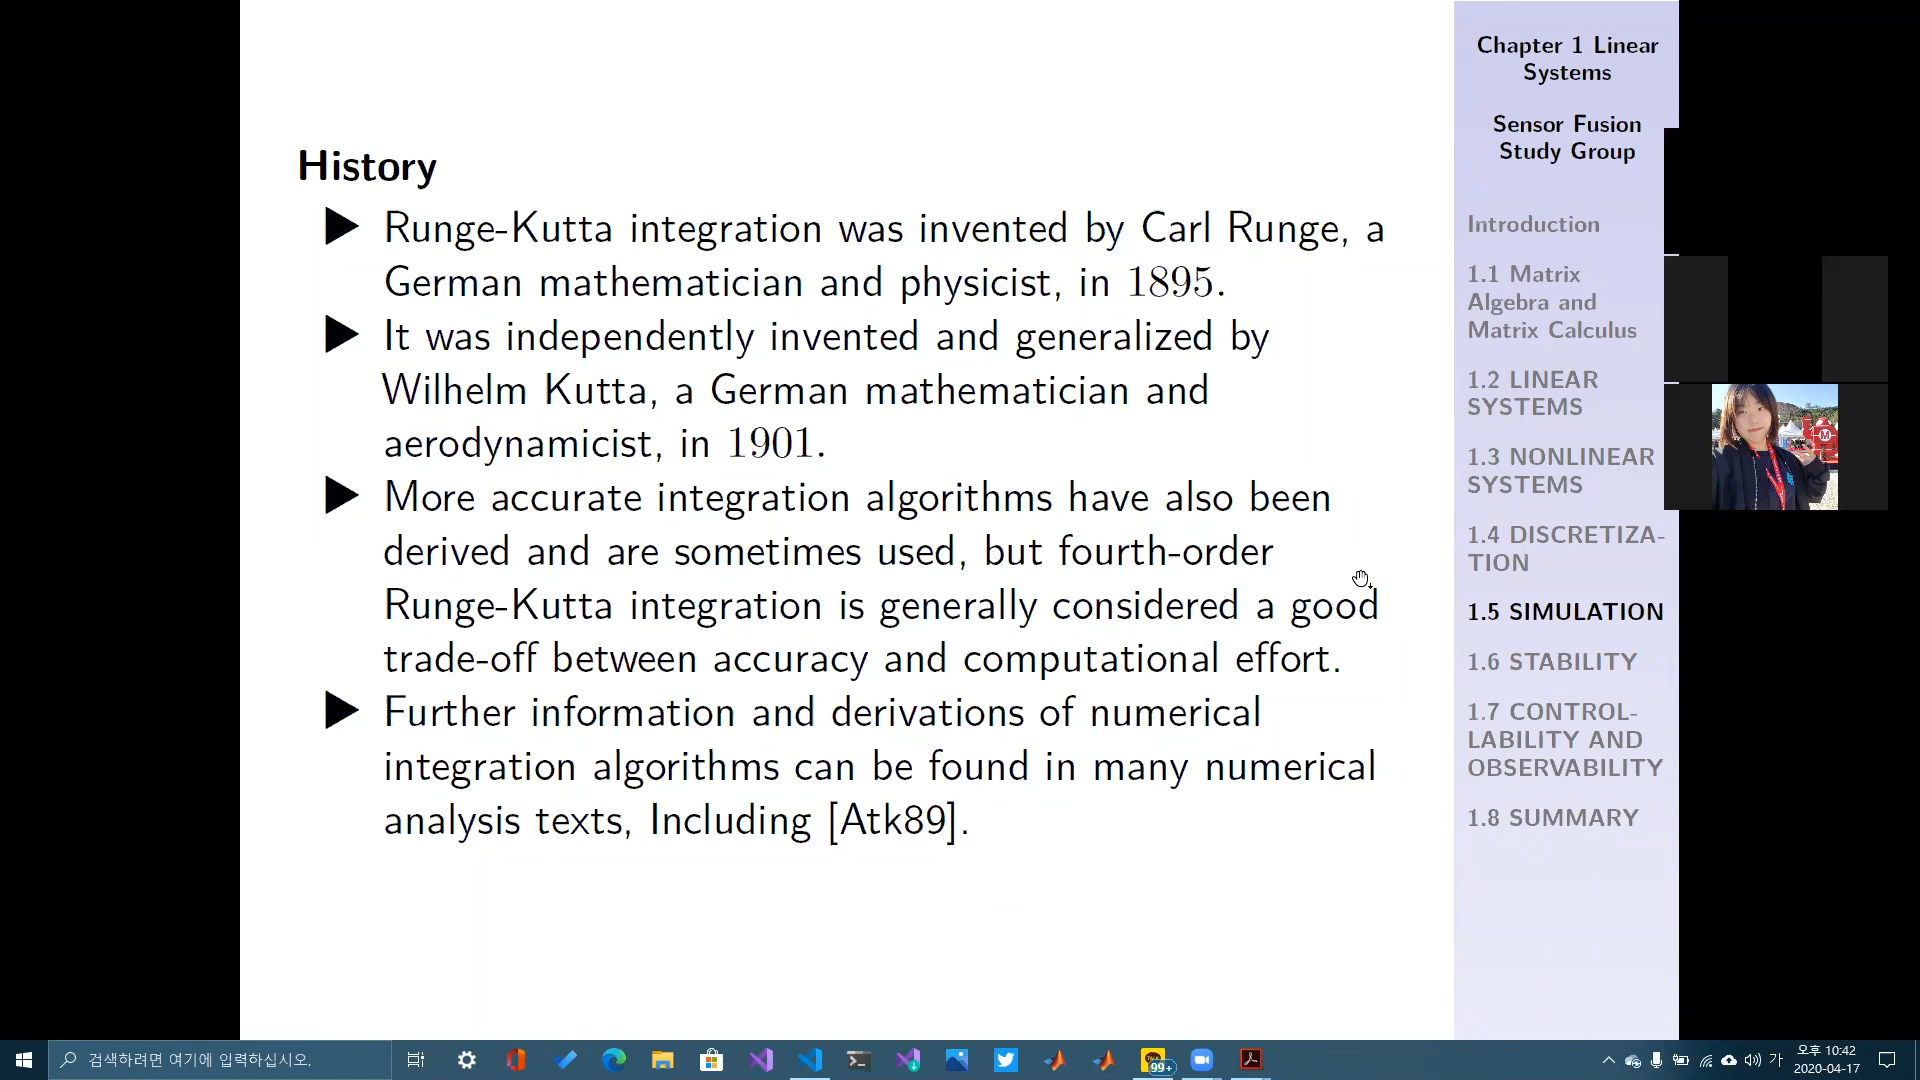 History
Runge-Kutta integration was invented by Carl Runge, a
German mathematician and physicist, in 1895.
It was independently invented and generalized by
Wilhelm Kutta, a German mathematician and
aerodynamicist, in 1901.
More accurate integration algorithms have also been
derived and are sometimes used, but fourth-order
Runge-Kutta integration is generally considered a good
trade-off between accuracy and computational effort.
Further information and derivations of numerical
integration algorithms can be found in many numerical
analysis texts, Including [Atk89].
Chapter 1 Linear
Systems
Sensor Fusion
Study Group
Introduction
1.1 Matrix
Algebra and
Matrix Calculus
1.2 LINEAR
SYSTEMS
1.3 NONLINEAR
SYSTEMS
1.4 DISCRETIZA-
TION
1.5 SIMULATION
1.6 STABILITY
1.7 CONTROL-
LABILITY AND
OBSERVABILITY
1.8 SUMMARY
M
검색하려면 여기에 입력하십시오.
TALK
99+
가
오후 10:42
2020-04-17